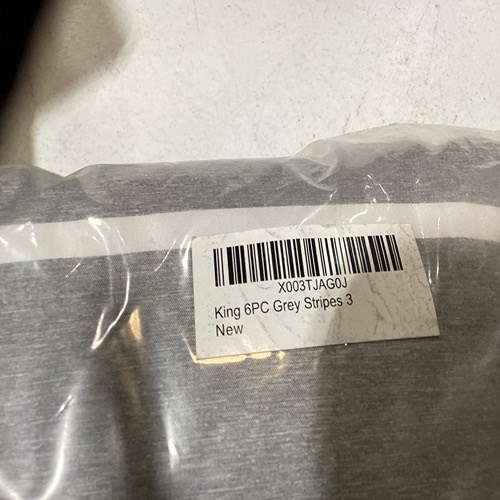 X003TJAG0J
King 6PC Grey Stripes 3
New